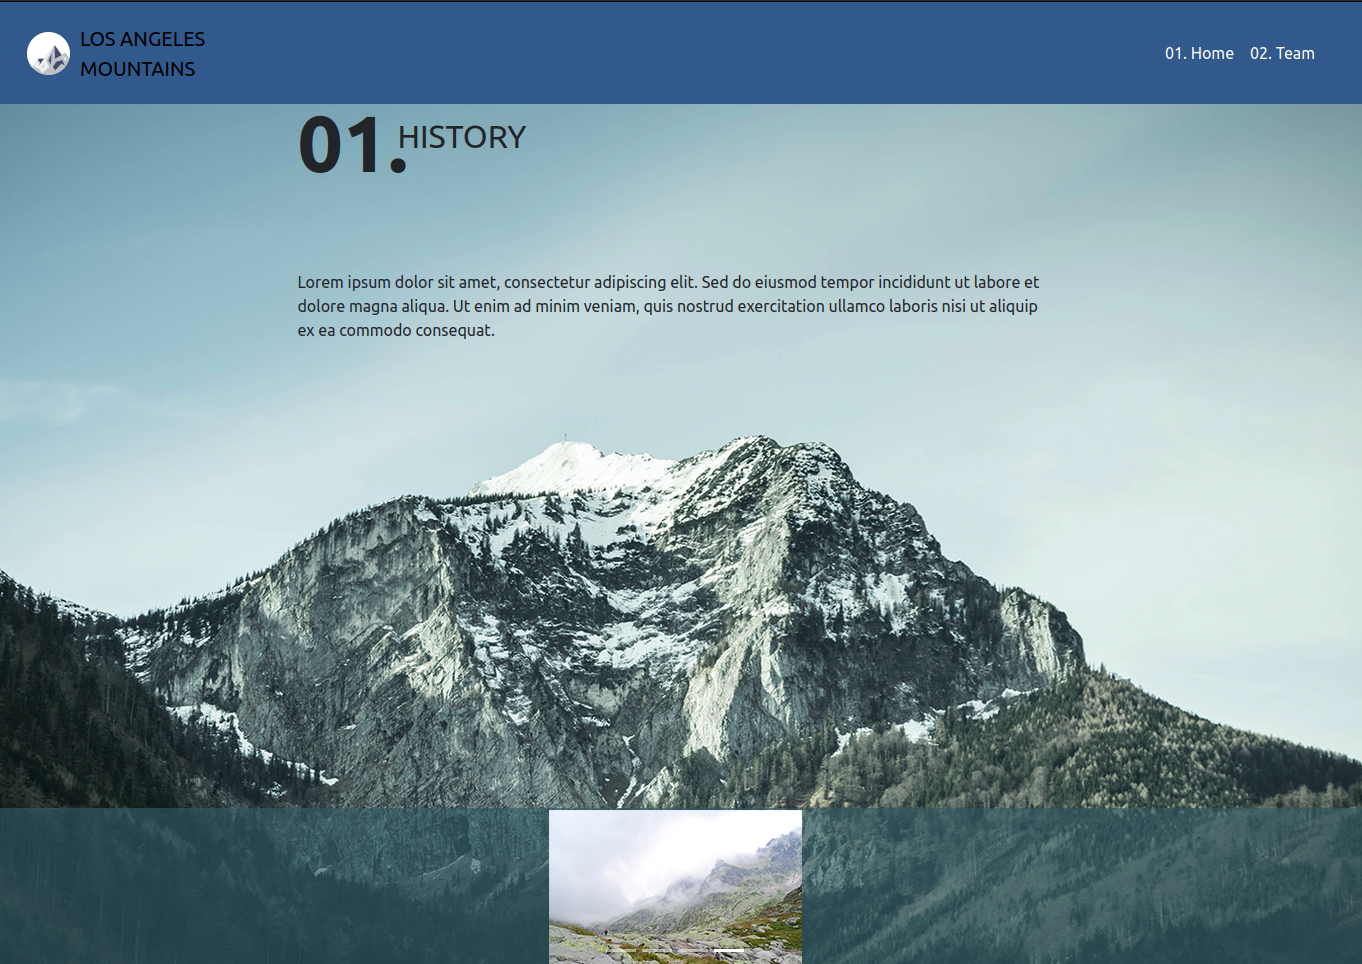 LOS ANGELES
MOUNTAINS
01. Home 02. Team
01. HISTORY
Lorem ipsum dolor sit amet, consectetur adipiscing elit. Sed do eiusmod tempor incididunt ut labore et
dolore magna aliqua. Ut enim ad minim veniam, quis nostrud exercitation ullamco laboris nisi ut aliquip
ex ea commodo consequat.